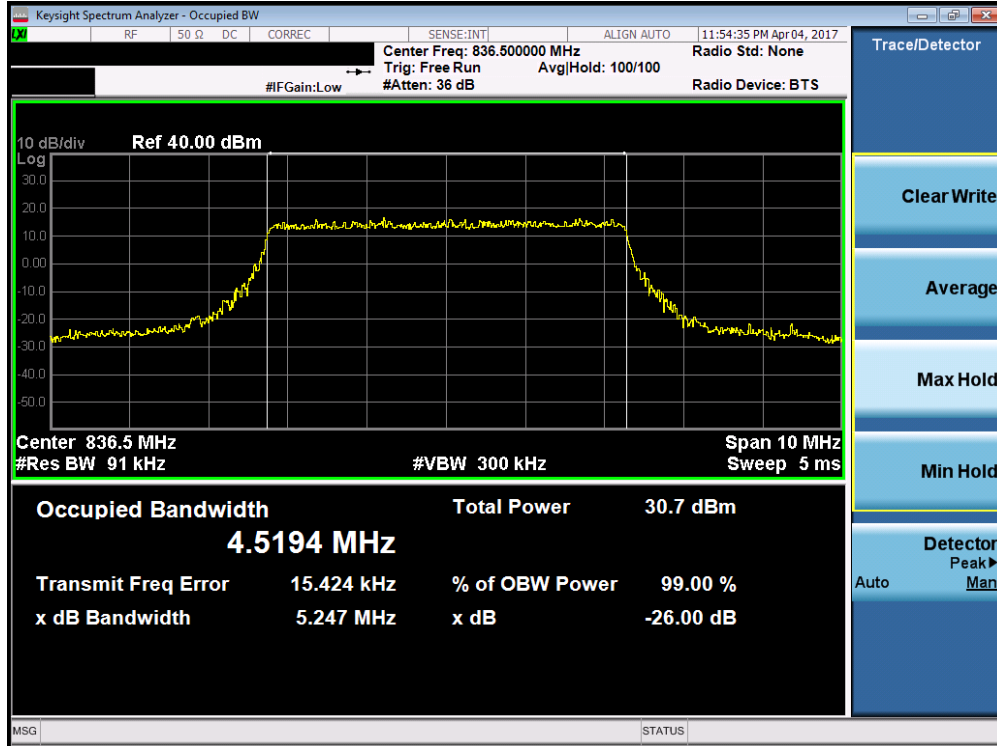 Keysight Spectrum Analyzer - Occupied BW
LXI RF 50 Ω DC CORREC SENSE:INT ALIGN AUTO 11:54:35 PM Apr 04, 2017
Center Freq: 836.500000 MHz Radio Std: None
Trig: Free Run Avg|Hold: 100/100
#IFGain:Low #Atten: 36 dB Radio Device: BTS
Trace/Detector
10 dB/div Ref 40.00 dBm
Log
30.0
20.0
10.0
0.00
-10.0
-20.0
-30.0
-40.0
-50.0
Center 836.5 MHz Span 10 MHz
#Res BW 91 kHz #VBW 300 kHz Sweep 5 ms
Occupied Bandwidth Total Power 30.7 dBm
4.5194 MHz
Transmit Freq Error 15.424 kHz % of OBW Power 99.00 %
x dB Bandwidth 5.247 MHz x dB -26.00 dB
Clear Write
Average
Max Hold
Min Hold
Detector
Peak▶
Auto Man
MSG STATUS